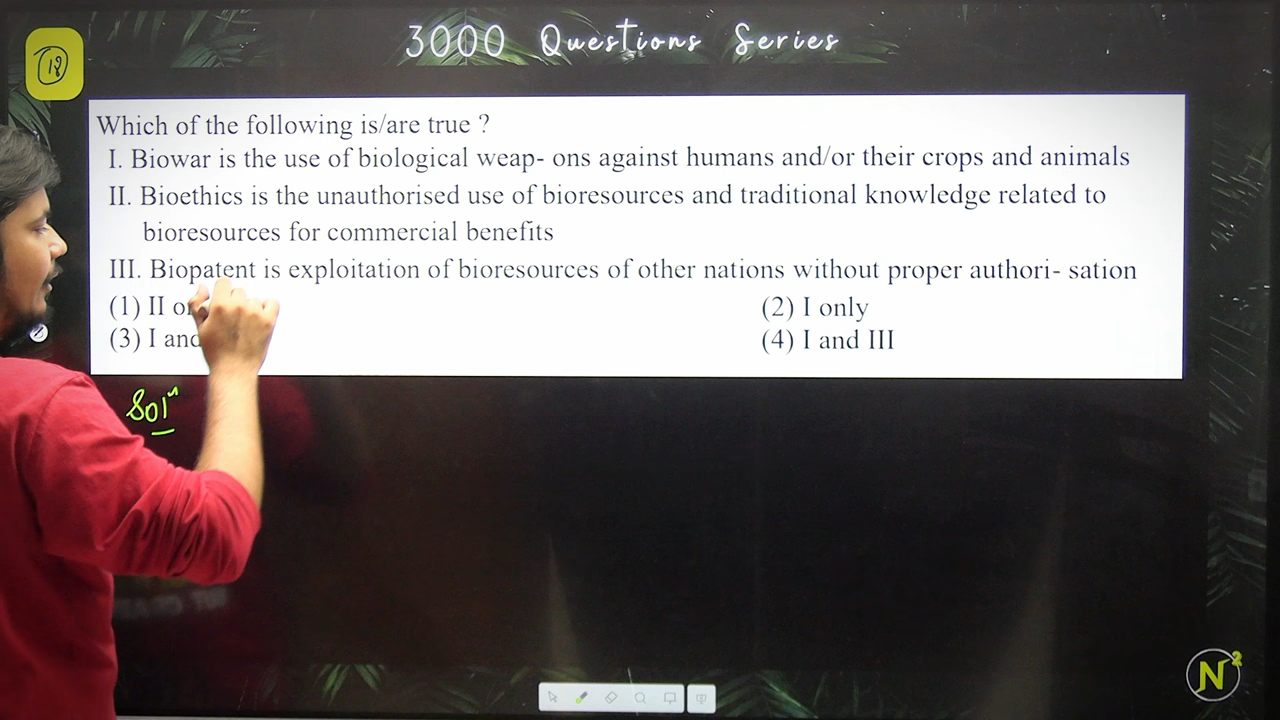 3000 Questions Series
18
Which of the following is/are true ?
I. Biowar is the use of biological weap- ons against humans and/or their crops and animals
II. Bioethics is the unauthorised use of bioresources and traditional knowledge related to
bioresources for commercial benefits
III. Biopatent is exploitation of bioresources of other nations without proper authori- sation
(1) II
(2) I only
(3) I and
(4) I and III
Solⁿ
N²